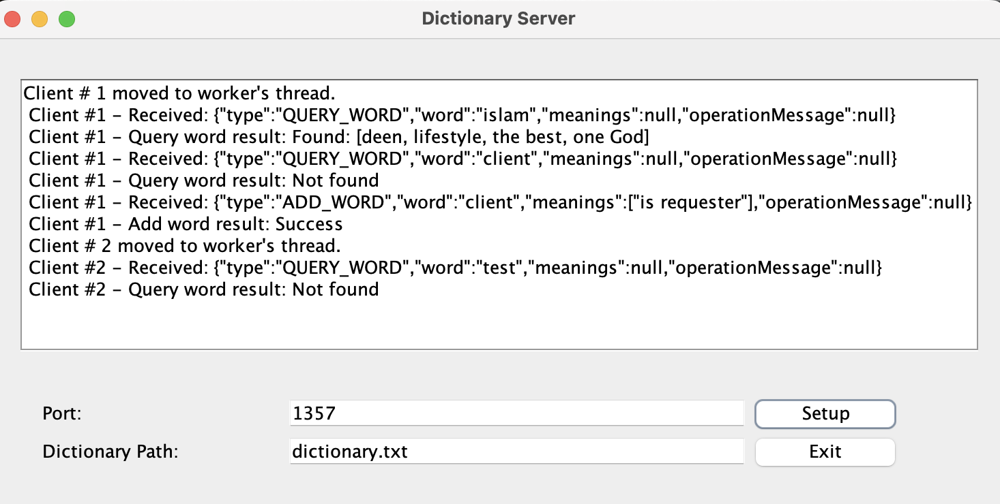 Dictionary Server
Client # 1 moved to worker's thread.
Client #1 - Received: {"type":"QUERY_WORD","word":"islam","meanings":null,"operationMessage":null}
Client #1 - Query word result: Found: [deen, lifestyle, the best, one God]
Client #1 - Received: {"type":"QUERY_WORD","word":"client","meanings":null,"operationMessage":null}
Client #1 - Query word result: Not found
Client #1 - Received: {"type":"ADD_WORD","word":"client","meanings":["is requester"],"operationMessage":null}
Client #1 - Add word result: Success
Client # 2 moved to worker's thread.
Client #2 - Received: {"type":"QUERY_WORD","word":"test","meanings":null,"operationMessage":null}
Client #2 - Query word result: Not found
Port: 1357 Setup
Dictionary Path: dictionary.txt Exit